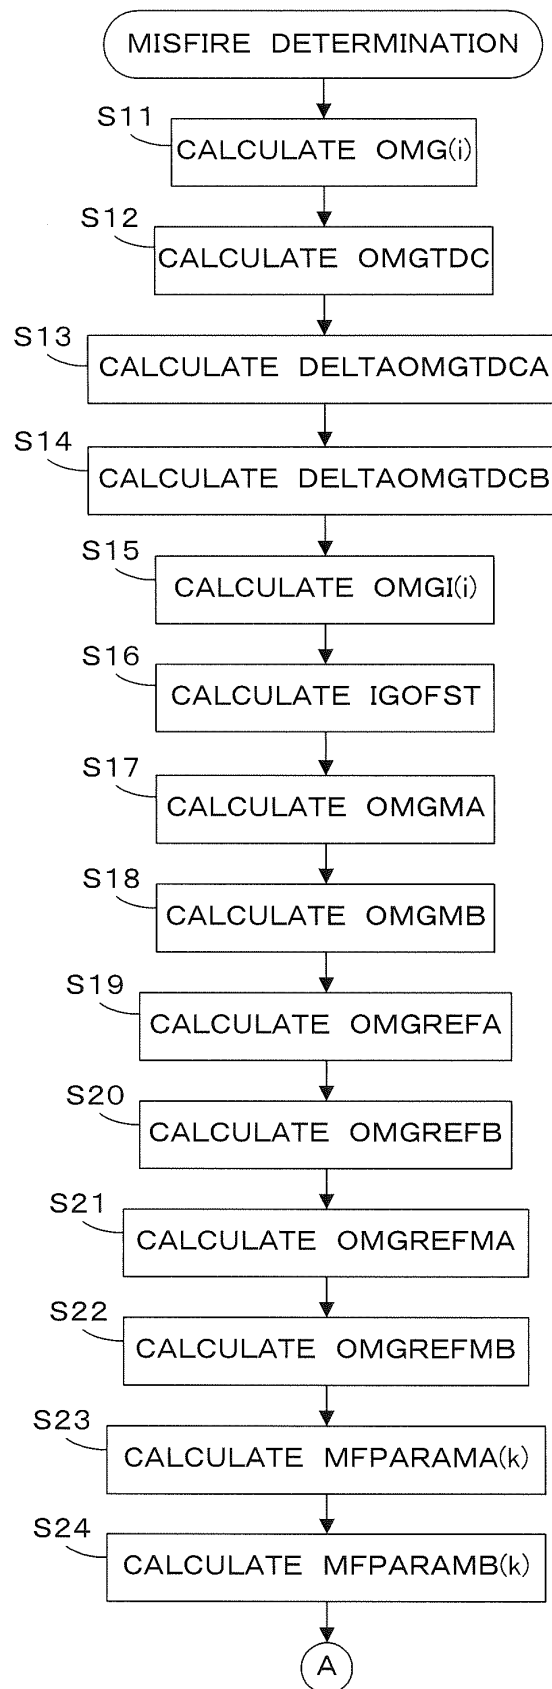 MISFIRE DETERMINATION
S11
CALCULATE OMG(i)
S12
CALCULATE OMGTDC
S13
CALCULATE DELTAOMGTDCA
S14
CALCULATE DELTAOMGTDCB
S15
CALCULATE OMGI(i)
S16
CALCULATE IGOFST
S17
CALCULATE OMGMA
S18
CALCULATE OMGMB
S19
CALCULATE OMGREFA
S20
CALCULATE OMGREFB
S21
CALCULATE OMGREFMA
S22
CALCULATE OMGREFMB
S23
CALCULATE MFPARAMA(k)
S24
CALCULATE MFPARAMB(k)
A